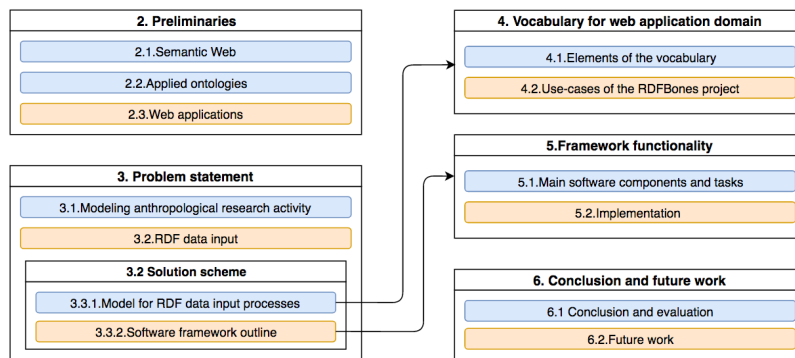 2. Preliminaries
2.1.Semantic Web
2.2.Applied ontologies
2.3.Web applications
3. Problem statement
3.1.Modeling anthropological research activity
3.2.RDF data input
3.2 Solution scheme
3.3.1.Model for RDF data input processes
3.3.2.Software framework outline
4. Vocabulary for web application domain
4.1.Elements of the vocabulary
4.2.Use-cases of the RDFBones project
5.Framework functionality
5.1.Main software components and tasks
5.2.Implementation
6. Conclusion and future work
6.1 Conclusion and evaluation
6.2.Future work